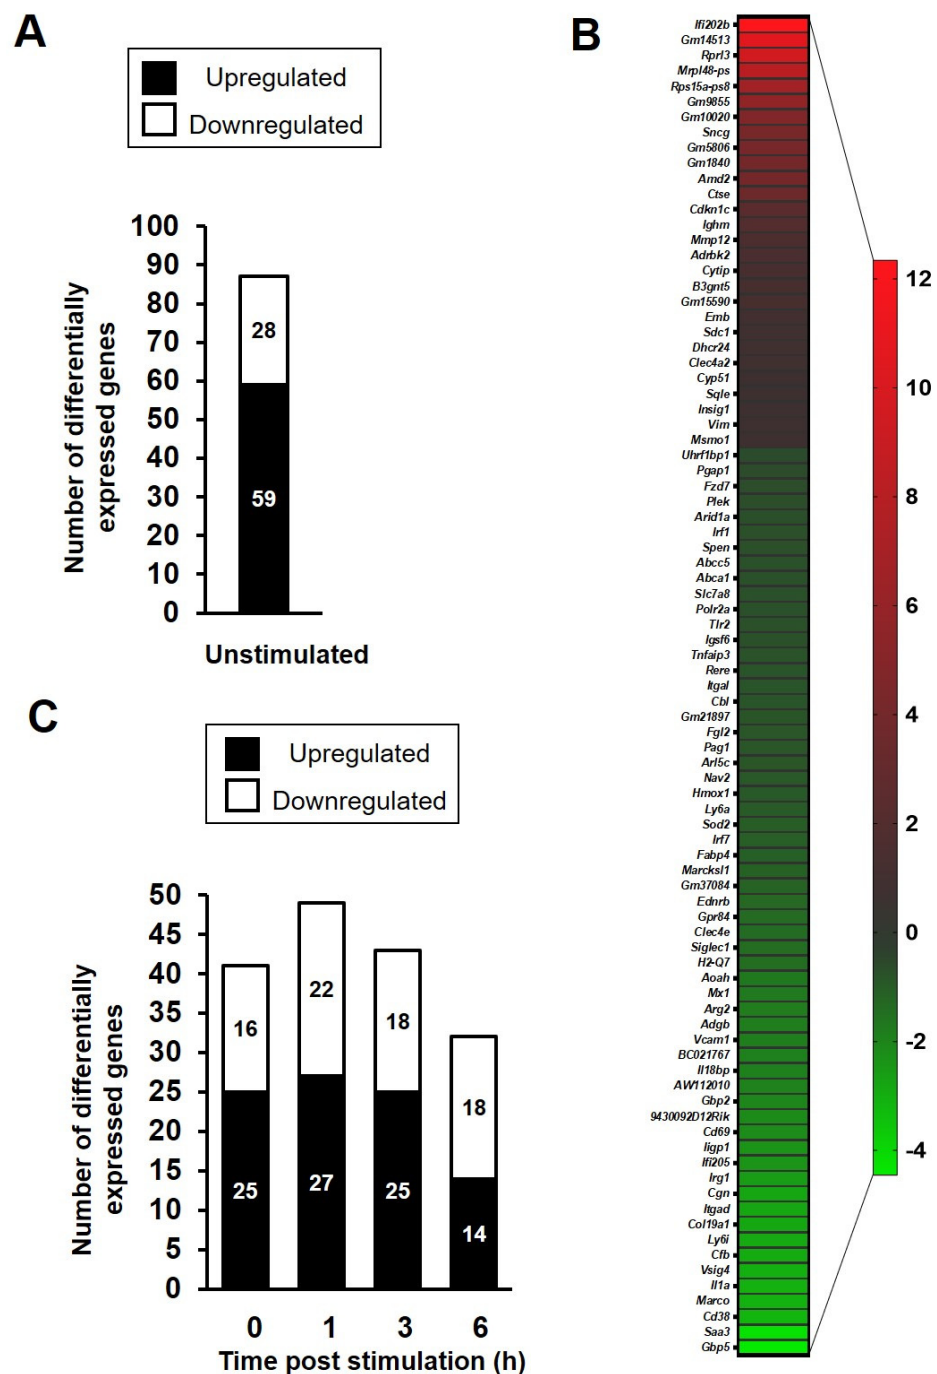 A
Upregulated
Downregulated
Number of differentially
expressed genes
100
90
80
70
60
50
40
30
20
10
0
28
59
Unstimulated
B
Ifi202b
Gm14513
Rprl3
Mrpl48-ps
Rps15a-ps8
Gm9855
Gm10020
Sncg
Gm5806
Gm1840
Amd2
Ctse
Cdkn1c
Ighm
Mmp12
Adrbk2
Cytip
B3gnt5
Gm15590
Emb
Sdc1
Dhcr24
Clec4a2
Cyp51
Sqle
Insig1
Vim
Msmo1
Uhrf1bp1
Pgap1
Fzd7
Plek
Arid1a
Irf1
Spen
Abcc5
Abca1
Slc7a8
Polr2a
Tlr2
Igsf6
Tnfaip3
Rere
Itgal
Cbl
Gm21897
Fgl2
Pag1
Arl5c
Nav2
Hmox1
Ly6a
Sod2
Irf7
Fabp4
Marcksl1
Gm37084
Ednrb
Gpr84
Clec4e
Siglec1
H2-Q7
Aoah
Mx1
Arg2
Adgb
Vcam1
BC021767
Il18bp
AW112010
Gbp2
9430092D12Rik
Cd69
Iigp1
Ifi205
Irg1
Cgn
Itgad
Col19a1
Ly6i
Cfb
Vsig4
Il1a
Marco
Cd38
Saa3
Gbp5
12
10
8
6
4
2
0
-2
-4
C
Upregulated
Downregulated
Number of differentially
expressed genes
50
45
40
35
30
25
20
15
10
5
0
16
22
18
18
25
27
25
14
0 1 3 6
Time post stimulation (h)